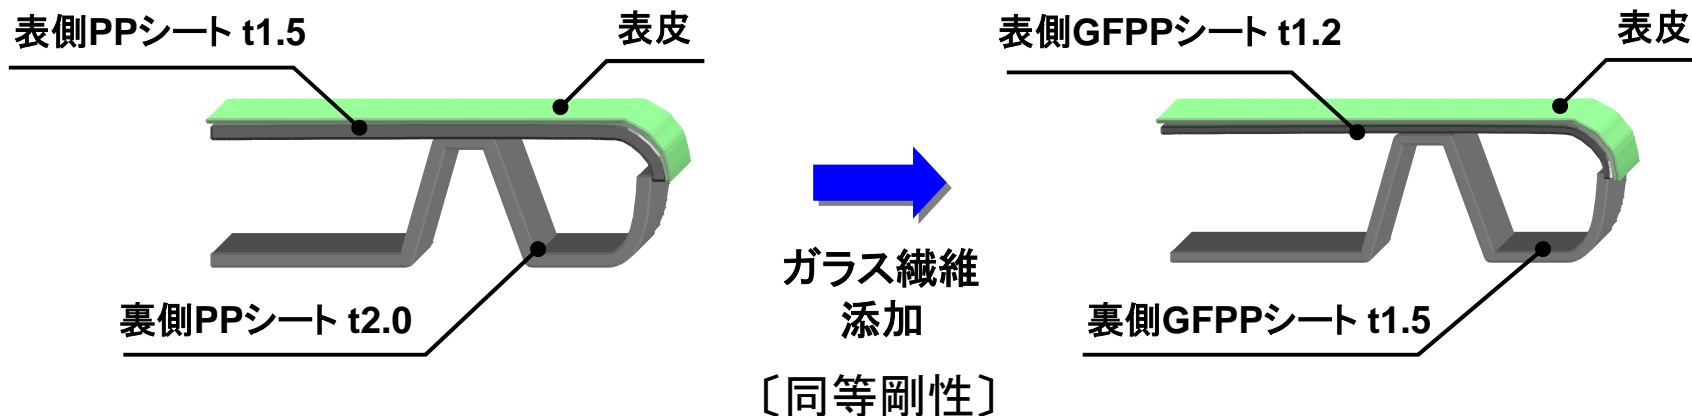 表側PPシート t1.5
表皮
裏側PPシート t2.0
ガラス繊維
添加
〔同等剛性〕
表側GFPPシート t1.2
表皮
裏側GFPPシート t1.5